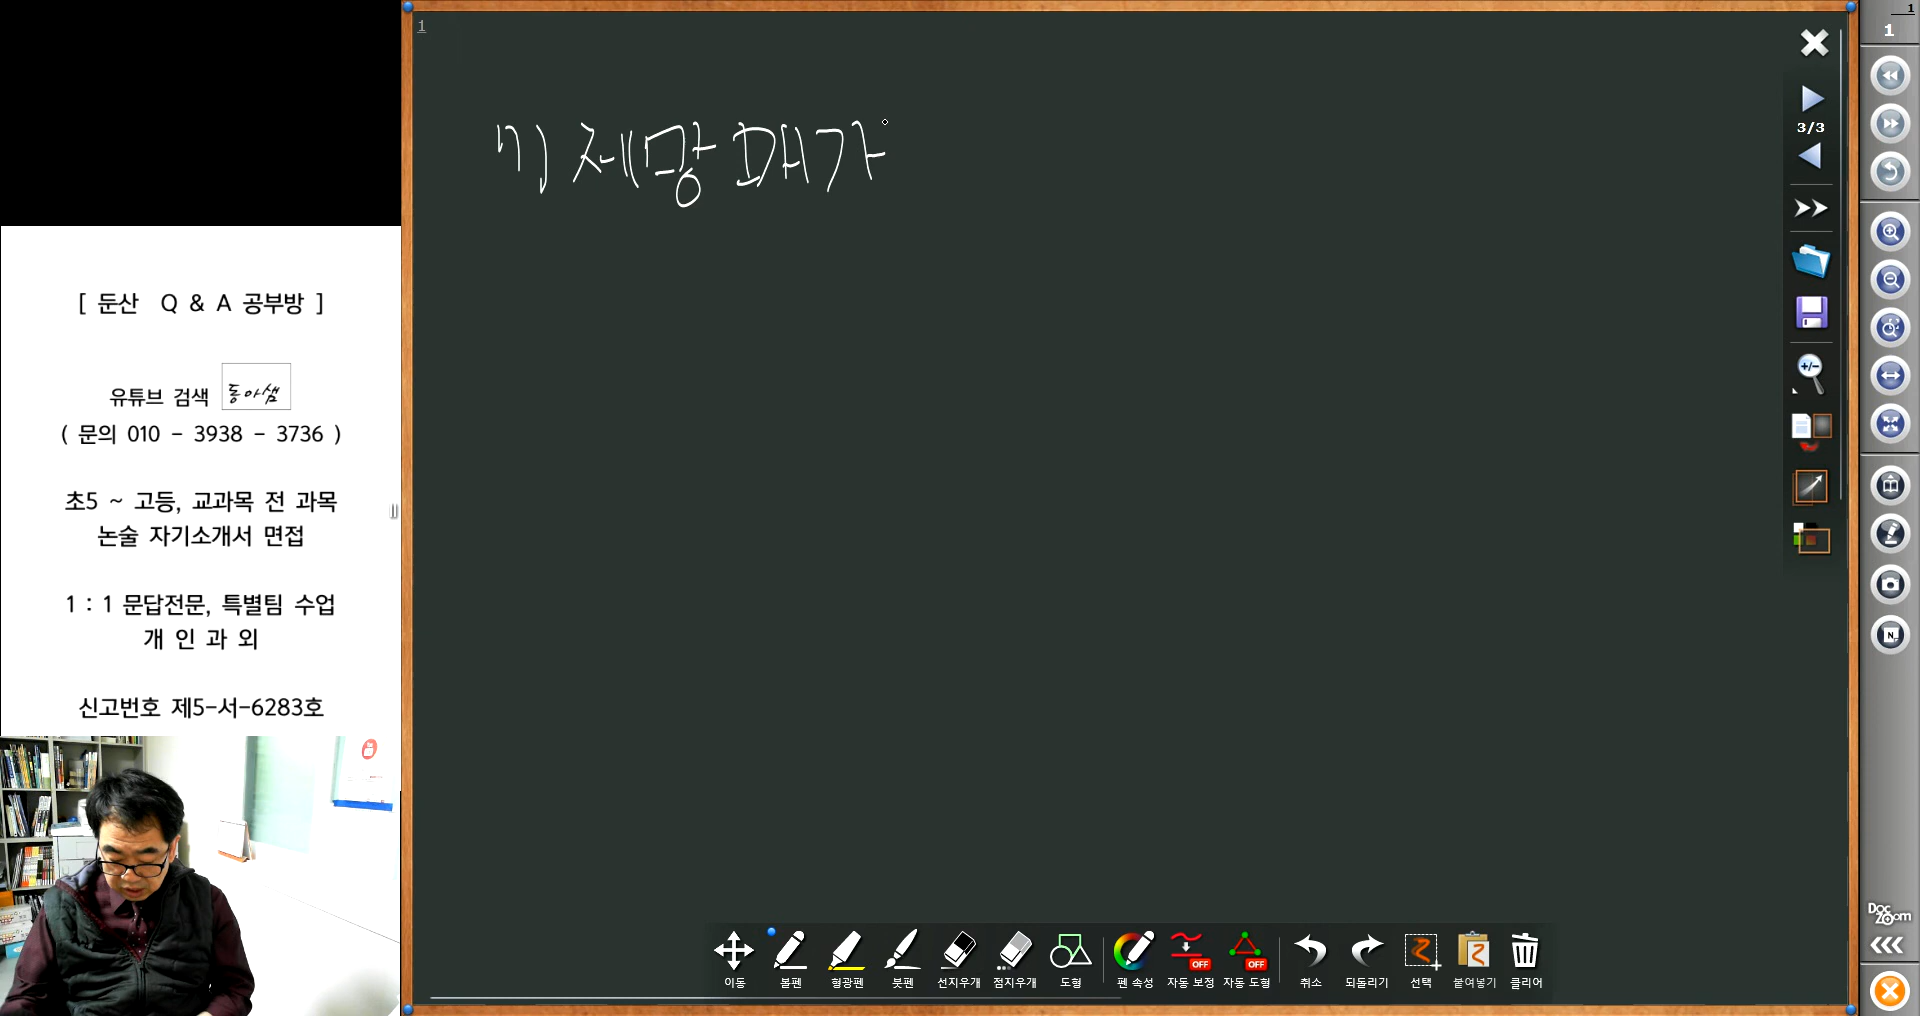 [ 둔산 Q & A 공부방 ]
유튜브 검색 동아샘
( 문의 010 - 3938 - 3736 )
초5 ~ 고등, 교과목 전 과목
논술 자기소개서 면접
1 : 1 문답전문, 특별팀 수업
개 인 과 외
신고번호 제5-서-6283호
1
7) 제망매가
3/3
이동 볼펜 형광펜 붓펜 선지우개 점지우개 도형 펜 속성 자동 보정 자동 도형 취소 되돌리기 선택 붙여넣기 클리어
OFF OFF
1
1
+/-
N
Doc Zoom